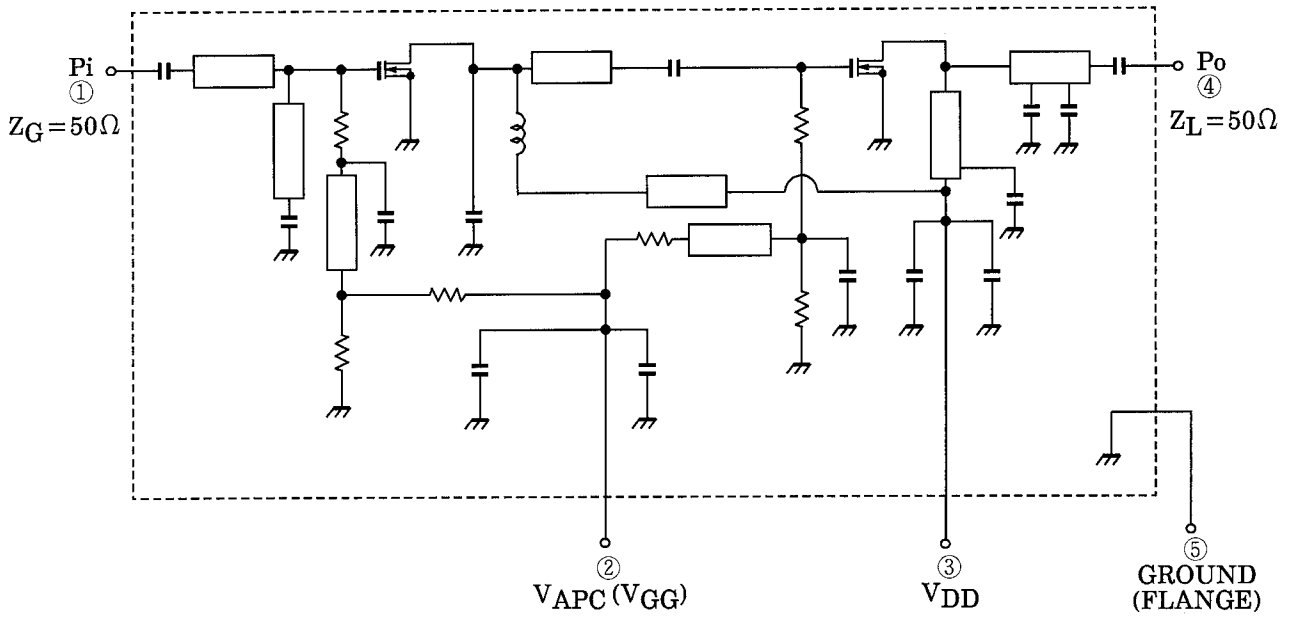 Pi
①
ZG=50Ω
Po
④
ZL=50Ω
②
VAPC (VGG)
③
VDD
⑤
GROUND
(FLANGE)